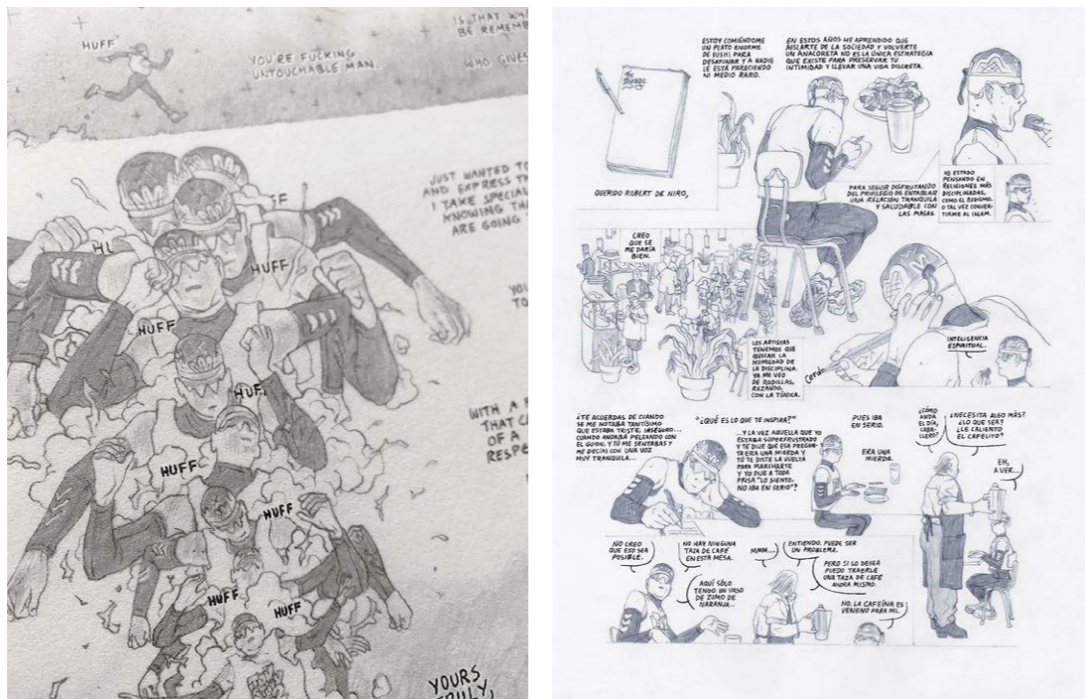 IS THAT
BE REMEMB
HUFF
YOU'RE FUCKING
UNTOUCHABLE MAN.
WHO GIVES
JUST WANTED TO
AND EXPRESS
I TAKE SPECIAL
KNOWING
ARE GOING
HUFF
HUFF
HUFF
HUFF
HUFF
HUFF
HUFF
WITH A
THAT
OF A
YOURS
TRULY,
QUERIDO ROBERT DE NIRO,
ESTOY COMIÉNDOME
UN PLATO ENORME
DE SUSHI PARA
DESAYUNAR Y A NADIE
LE ESTÁ PARECIENDO
NI MEDIO RARO.
EN ESTOS AÑOS HE APRENDIDO QUE
AISLARTE DE LA SOCIEDAD Y VOLVERTE
UN ANACORETA NO ES LA ÚNICA ESTRATEGIA
QUE EXISTE PARA PRESERVAR TU
INTIMIDAD Y LLEVAR UNA VIDA DISCRETA.
PARA SEGUIR DISFRUTANDO
DEL PRIVILEGIO DE ENTABLAR
UNA RELACIÓN TRANQUILA
Y SALUDABLE CON
LAS MASAS
HE ESTADO
PENSANDO EN
RELIGIONES MÁS
DISCIPLINADAS,
COMO EL BUDISMO.
O TAL VEZ CONVER-
TIRME AL ISLAM.
CREO
QUE SE
ME DARÍA
BIEN.
LOS ARTISTAS
TENEMOS QUE
BUSCAR LA
HUMILDAD DE
LA DISCIPLINA.
YA ME VEO
DE RODILLAS,
REZANDO,
CON LA TÚNICA.
Cerdo
INTELIGENCIA
ESPIRITUAL.
¿TE ACUERDAS DE CUANDO
SE ME NOTABA TANTÍSIMO
QUE ESTABA TRISTE, INSEGURO...
CUANDO ANDABA PELEANDO CON
EL GUION, Y TÚ ME SENTABAS Y
ME DECÍAS CON UNA VOZ
MUY TRANQUILA...
"¿QUÉ ES LO QUE TE INSPIRA?"
...Y LA VEZ AQUELLA QUE YO
ESTABA SÚPERFRUSTRADO
Y TE DIJE QUE ESA PREGUN-
TA ERA UNA MIERDA Y
TÚ TE DISTE LA VUELTA
PARA MARCHARTE
Y YO DIJE A TODA
PRISA "LO SIENTO.
NO IBA EN SERIO"?
PUES IBA
EN SERIO.
ERA UNA
MIERDA.
¿CÓMO
ANDA
EL DÍA,
CABA-
LLERO?
¿NECESITA ALGO MÁS?
¿LO QUE SEA?
¿LE CALIENTO
EL CAFELITO?
EH,
A VER...
NO CREO
QUE ESO SEA
POSIBLE.
NO HAY NINGUNA
TAZA DE CAFÉ
EN ESTA MESA.
AQUÍ SÓLO
TENGO UN VASO
DE ZUMO DE
NARANJA.
MMM...
ENTIENDO. PUEDE SER
UN PROBLEMA.
PERO SI LO DESEA
PUEDO TRAERLE
UNA TAZA DE CAFÉ
AHORA MISMO.
NO. LA CAFEÍNA ES
VENENO PARA MÍ.